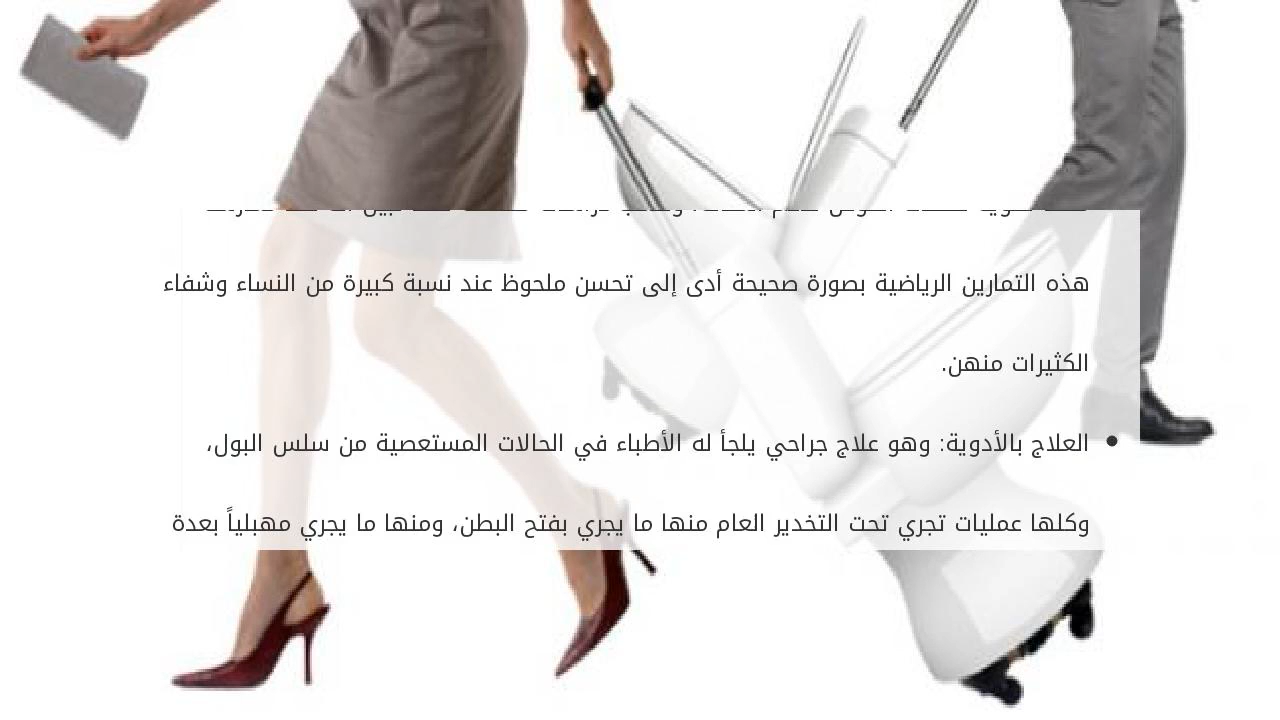 هذه التمارين الرياضية بصورة صحيحة أدى إلى تحسن ملحوظ عند نسبة كبيرة من النساء وشفاء
الكثيرات منهن.
• العلاج بالأدوية: وهو علاج جراحي يلجأ له الأطباء في الحالات المستعصية من سلس البول،
وكلها عمليات تجري تحت التخدير العام منها ما يجري بفتح البطن، ومنها ما يجري مهبلياً بعدة